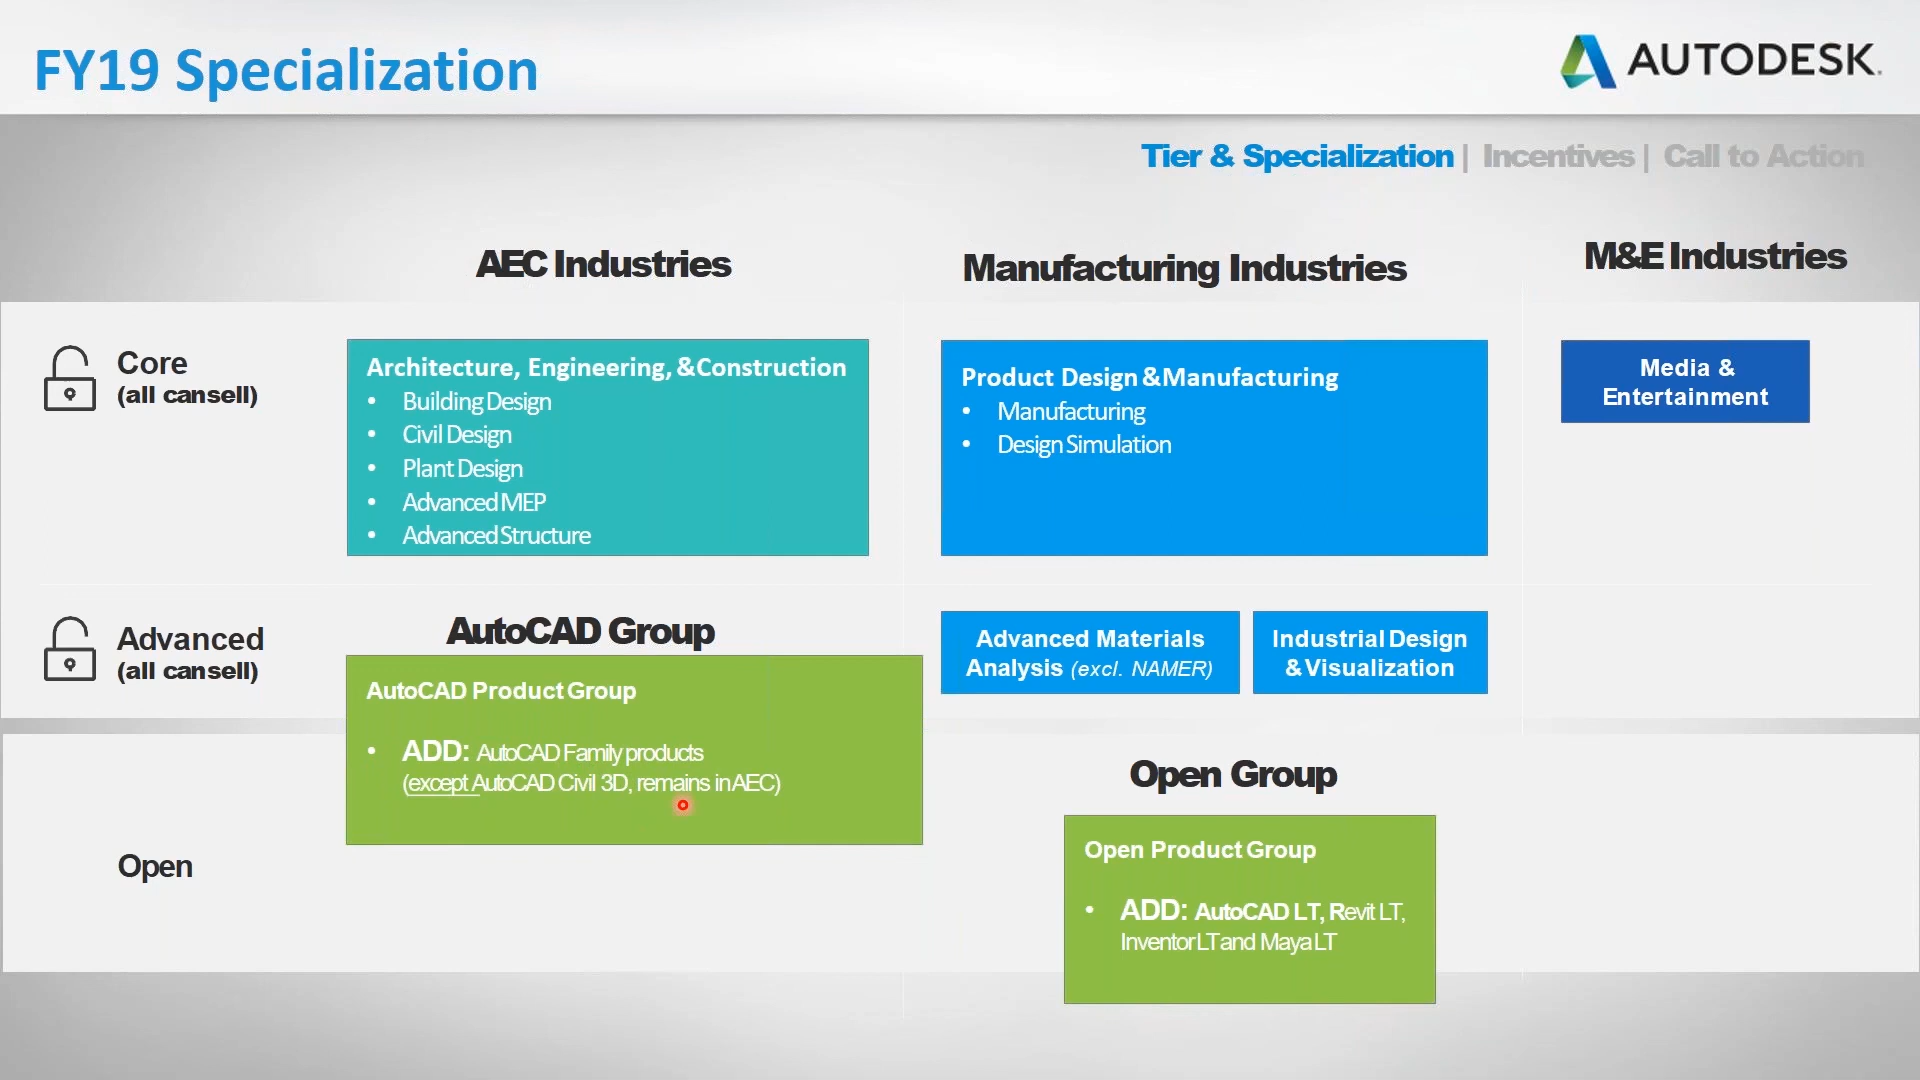 FY19 Specialization
AUTODESK.
Tier & Specialization | Incentives | Call to Action
AEC Industries
Manufacturing Industries
M&E Industries
Core
(all can sell)
Architecture, Engineering, & Construction
• Building Design
• Civil Design
• Plant Design
• Advanced MEP
• Advanced Structure
Product Design & Manufacturing
• Manufacturing
• Design Simulation
Media &
Entertainment
Advanced
(all can sell)
AutoCAD Group
AutoCAD Product Group
• ADD: AutoCAD Family products
(except AutoCAD Civil 3D, remains in AEC)
Advanced Materials
Analysis (excl. NAMER)
Industrial Design
& Visualization
Open
Open Group
Open Product Group
• ADD: AutoCAD LT, Revit LT,
Inventor LT and Maya LT